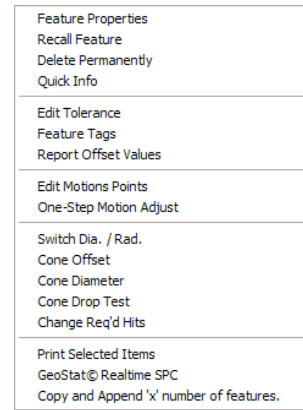 Feature Properties
Recall Feature
Delete Permanently
Quick Info
Edit Tolerance
Feature Tags
Report Offset Values
Edit Motions Points
One-Step Motion Adjust
Switch Dia. / Rad.
Cone Offset
Cone Diameter
Cone Drop Test
Change Req'd Hits
Print Selected Items
GeoStat© Realtime SPC
Copy and Append 'x' number of features.